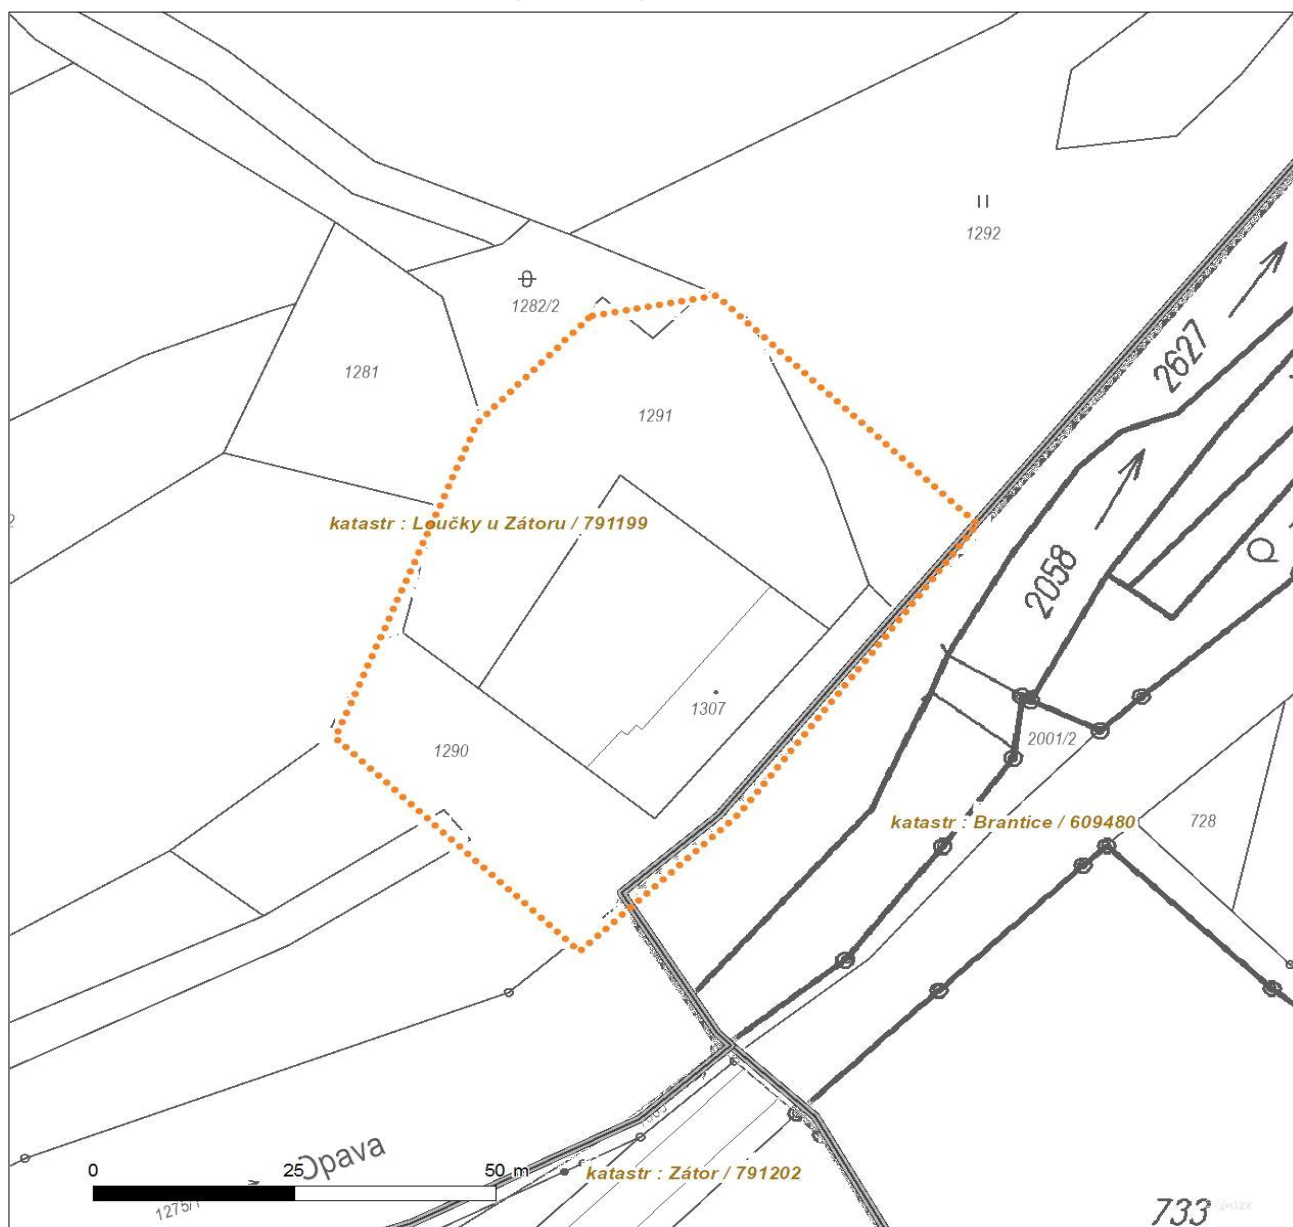 1292
1282/2
2627
1281
1291
katastr : Loučky u Zátoru / 791199
2058
1307
2001/2
1290
katastr : Brantice / 609480
728
Opava
0 25 50 m
katastr : Zátor / 791202
733